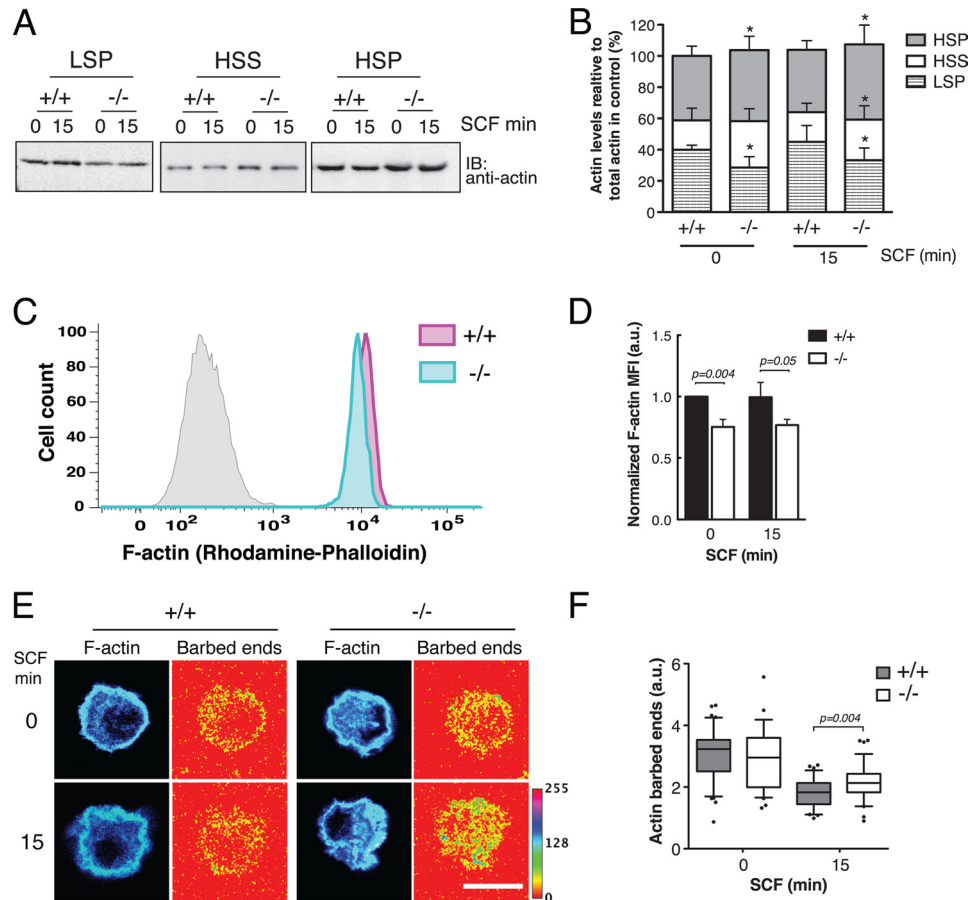 A
LSP HSS HSP
+/+ -/- +/+ -/- +/+ -/-
0 15 0 15 0 15 0 15 0 15 0 15 SCF min
IB:
anti-actin
B
Actin levels realtive to
total actin in control (%)
120
100
80
60
40
20
0
* * * * *
HSP
HSS
LSP
+/+ -/- +/+ -/-
0 15 SCF (min)
C
Cell count
100
80
60
40
20
0
+/+
-/-
0 10² 10³ 10⁴ 10⁵
F-actin (Rhodamine-Phalloidin)
D
Normalized F-actin MFI (a.u.)
1.5
1.0
0.5
0.0
+/+
-/-
p=0.004 p=0.05
0 15
SCF (min)
E
+/+ -/-
SCF
min
F-actin Barbed ends F-actin Barbed ends
0
15
255
128
0
F
Actin barbed ends (a.u.)
6
4
2
0
+/+
-/-
p=0.004
0 15
SCF (min)